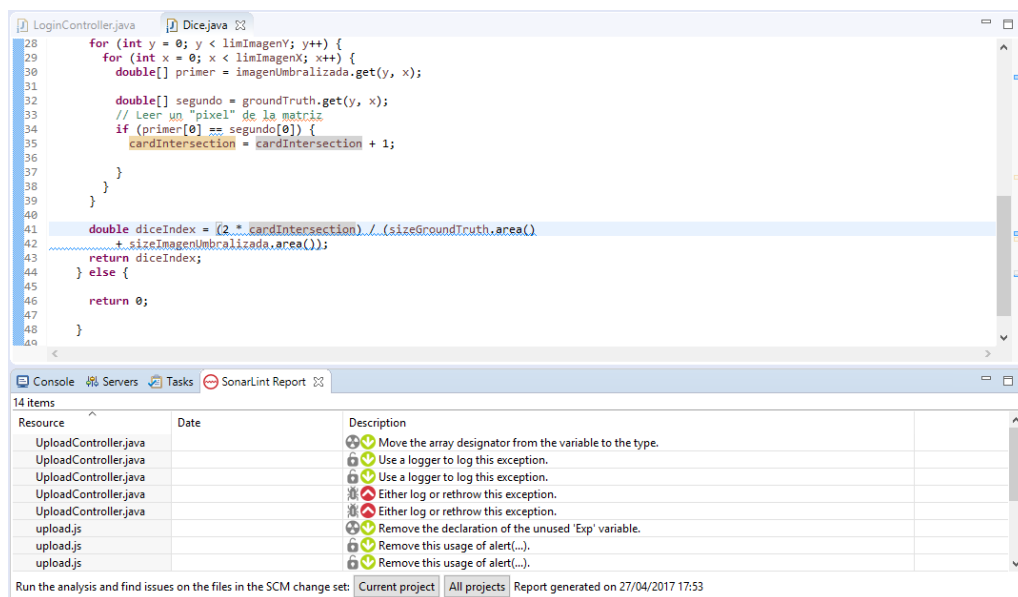 LoginController.java Dice.java
28 for (int y = 0; y < limImagenY; y++) {
29 for (int x = 0; x < limImagenX; x++) {
30 double[] primer = imagenUmbralizada.get(y, x);
31
32 double[] segundo = groundTruth.get(y, x);
33 // Leer un "pixel" de la matriz
34 if (primer[0] == segundo[0]) {
35 cardIntersection = cardIntersection + 1;
36
37 }
38 }
39 }
40
41 double diceIndex = (2 * cardIntersection) / (sizeGroundTruth.area()
42 + sizeImagenUmbralizada.area());
43 return diceIndex;
44 } else {
45
46 return 0;
47
48 }
49
Console Servers Tasks SonarLint Report
14 items
Resource Date Description
UploadController.java Move the array designator from the variable to the type.
UploadController.java Use a logger to log this exception.
UploadController.java Use a logger to log this exception.
UploadController.java Either log or rethrow this exception.
UploadController.java Either log or rethrow this exception.
upload.js Remove the declaration of the unused 'Exp' variable.
upload.js Remove this usage of alert(...).
upload.js Remove this usage of alert(...).
Run the analysis and find issues on the files in the SCM change set: Current project All projects Report generated on 27/04/2017 17:53